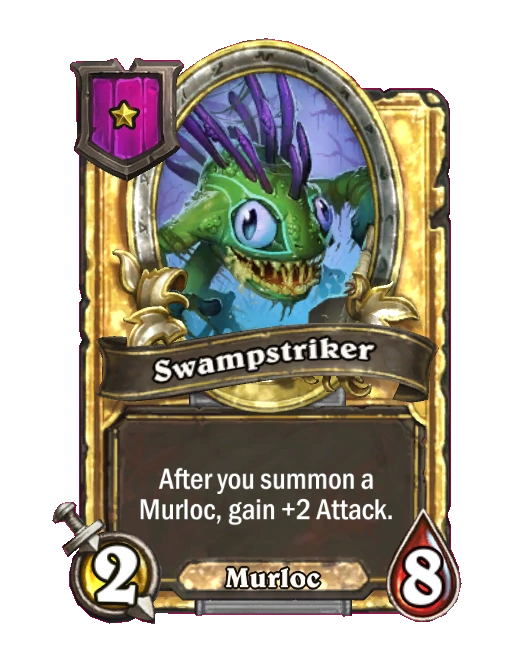 Swampstriker
After you summon a
Murloc, gain +2 Attack.
2
Murloc
8